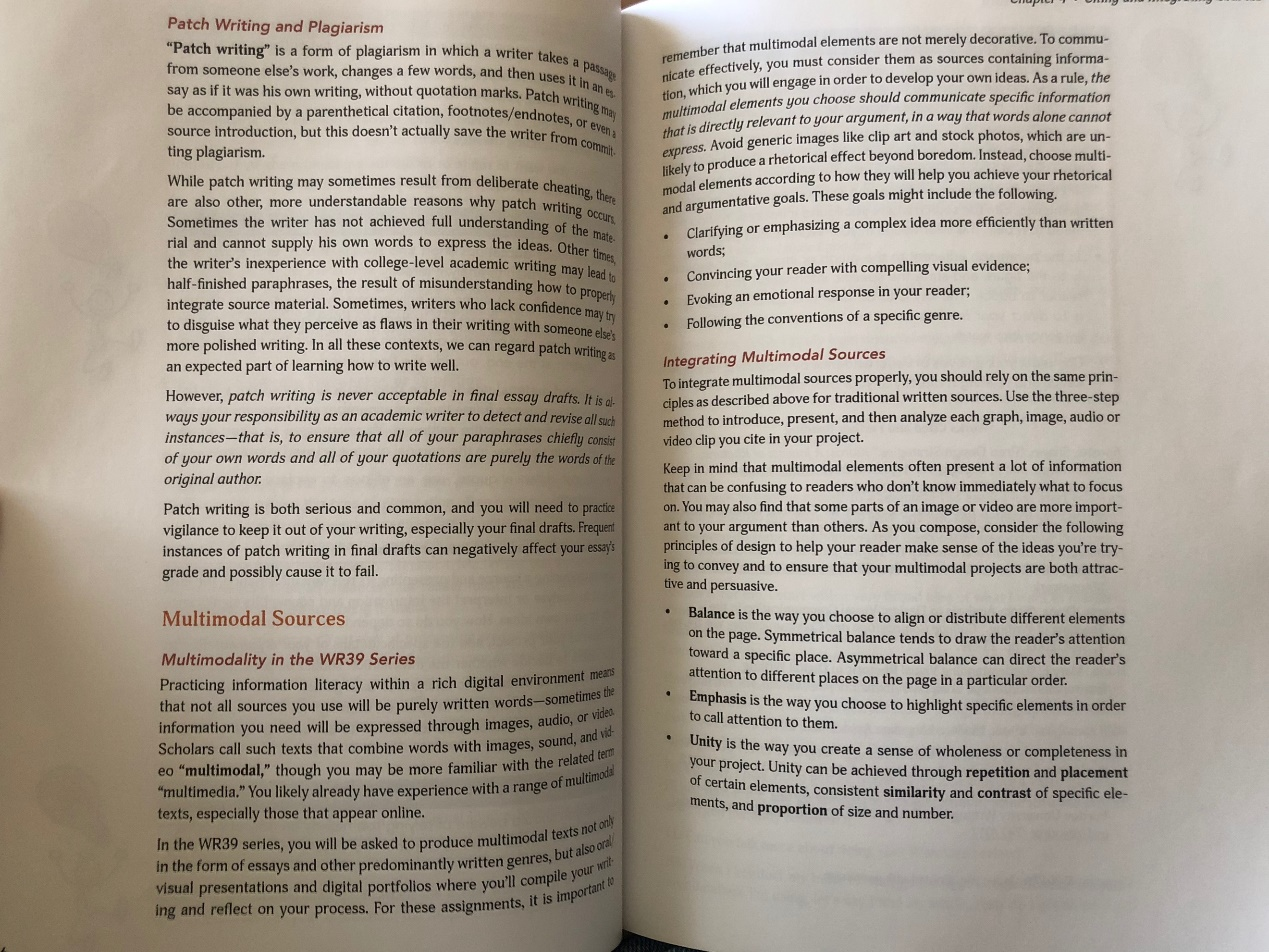 Patch Writing and Plagiarism
“Patch writing” is a form of plagiarism in which a writer takes a passage
from someone else’s work, changes a few words, and then uses it in an es-
say as if it was his own writing, without quotation marks. Patch writing may
be accompanied by a parenthetical citation, footnotes/endnotes, or even a
source introduction, but this doesn’t actually save the writer from commit-
ting plagiarism.
While patch writing may sometimes result from deliberate cheating, there
are also other, more understandable reasons why patch writing occurs.
Sometimes the writer has not achieved full understanding of the mate-
rial and cannot supply his own words to express the ideas. Other times,
the writer’s inexperience with college-level academic writing may lead to
half-finished paraphrases, the result of misunderstanding how to properly
integrate source material. Sometimes, writers who lack confidence may try
to disguise what they perceive as flaws in their writing with someone else’s
more polished writing. In all these contexts, we can regard patch writing as
an expected part of learning how to write well.
However, patch writing is never acceptable in final essay drafts. It is al-
ways your responsibility as an academic writer to detect and revise all such
instances—that is, to ensure that all of your paraphrases chiefly consist
of your own words and all of your quotations are purely the words of the
original author.
Patch writing is both serious and common, and you will need to practice
vigilance to keep it out of your writing, especially your final drafts. Frequent
instances of patch writing in final drafts can negatively affect your essay’s
grade and possibly cause it to fail.
Multimodal Sources
Multimodality in the WR39 Series
Practicing information literacy within a rich digital environment means
that not all sources you use will be purely written words—sometimes the
information you need will be expressed through images, audio, or video.
Scholars call such texts that combine words with images, sound, and vid-
eo “multimodal,” though you may be more familiar with the related term
“multimedia.” You likely already have experience with a range of multimodal
texts, especially those that appear online.
In the WR39 series, you will be asked to produce multimodal texts not only
in the form of essays and other predominantly written genres, but also oral/
visual presentations and digital portfolios where you’ll compile your writ-
ing and reflect on your process. For these assignments, it is important to
remember that multimodal elements are not merely decorative. To commu-
nicate effectively, you must consider them as sources containing informa-
tion, which you will engage in order to develop your own ideas. As a rule, the
multimodal elements you choose should communicate specific information
that is directly relevant to your argument, in a way that words alone cannot
express. Avoid generic images like clip art and stock photos, which are un-
likely to produce a rhetorical effect beyond boredom. Instead, choose multi-
modal elements according to how they will help you achieve your rhetorical
and argumentative goals. These goals might include the following.
• Clarifying or emphasizing a complex idea more efficiently than written
words;
• Convincing your reader with compelling visual evidence;
• Evoking an emotional response in your reader;
• Following the conventions of a specific genre.
Integrating Multimodal Sources
To integrate multimodal sources properly, you should rely on the same prin-
ciples as described above for traditional written sources. Use the three-step
method to introduce, present, and then analyze each graph, image, audio or
video clip you cite in your project.
Keep in mind that multimodal elements often present a lot of information
that can be confusing to readers who don’t know immediately what to focus
on. You may also find that some parts of an image or video are more import-
ant to your argument than others. As you compose, consider the following
principles of design to help your reader make sense of the ideas you’re try-
ing to convey and to ensure that your multimodal projects are both attrac-
tive and persuasive.
• Balance is the way you choose to align or distribute different elements
on the page. Symmetrical balance tends to draw the reader’s attention
toward a specific place. Asymmetrical balance can direct the reader’s
attention to different places on the page in a particular order.
• Emphasis is the way you choose to highlight specific elements in order
to call attention to them.
• Unity is the way you create a sense of wholeness or completeness in
your project. Unity can be achieved through repetition and placement
of certain elements, consistent similarity and contrast of specific ele-
ments, and proportion of size and number.